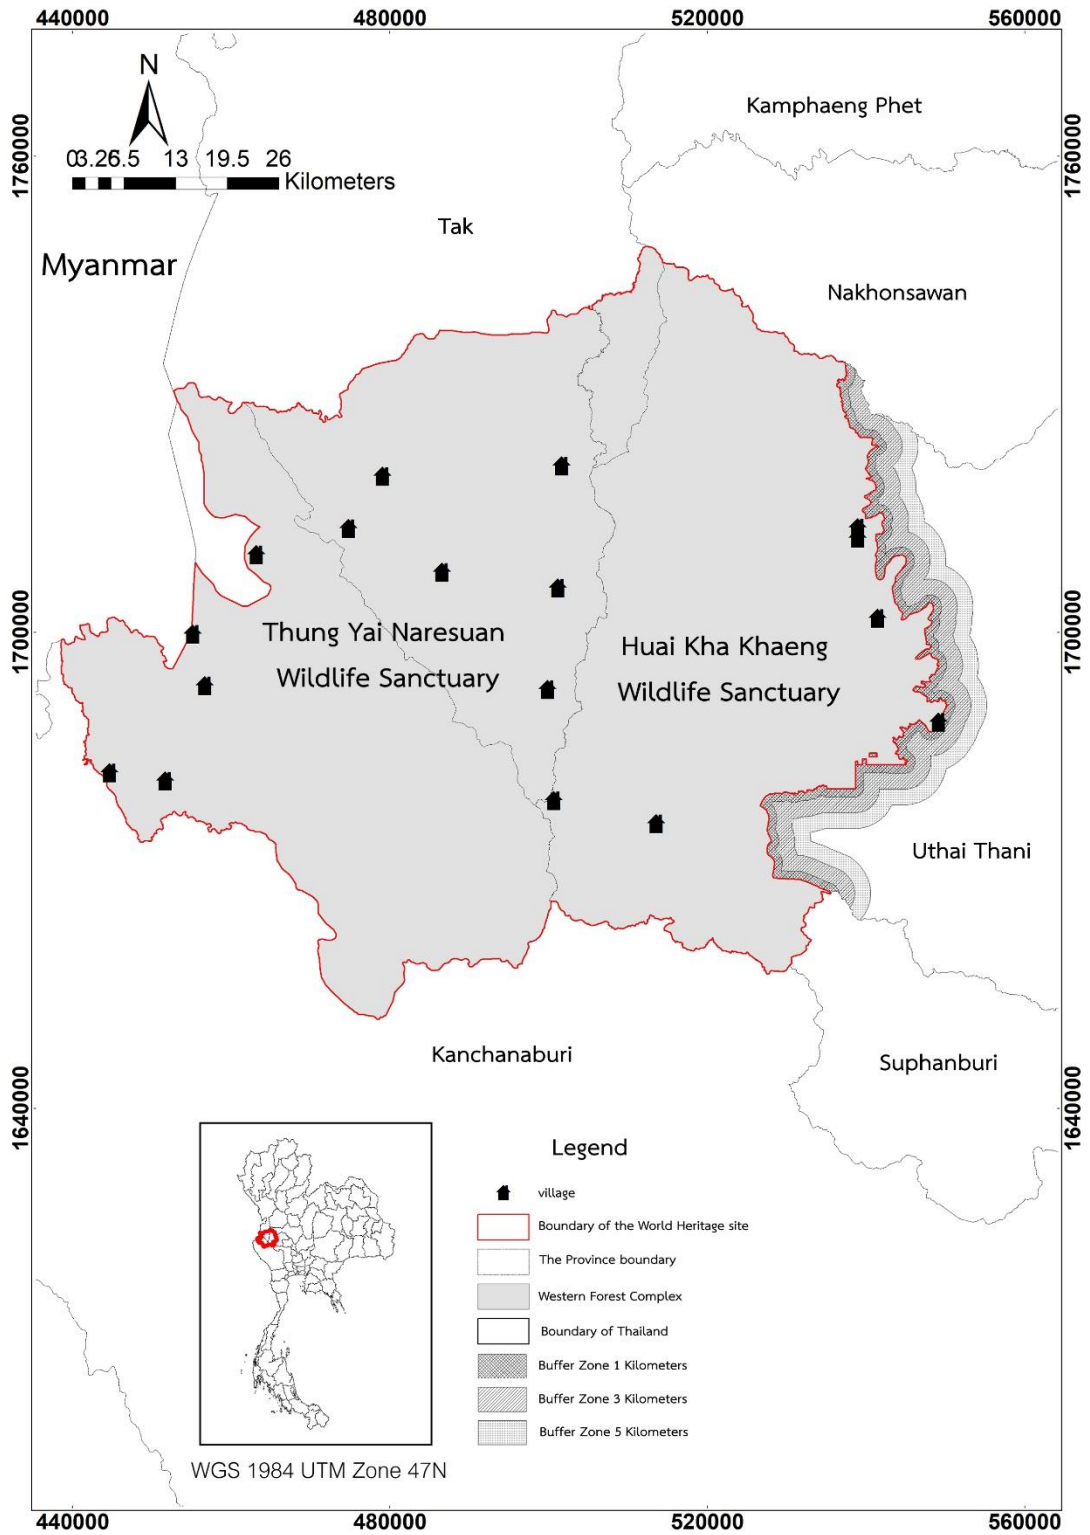 440000 480000 520000 560000
N
03.26.5 13 19.5 26
Kilometers
Kamphaeng Phet
1760000 1760000
Tak
Myanmar
Nakhonsawan
Thung Yai Naresuan
Wildlife Sanctuary
Huai Kha Khaeng
Wildlife Sanctuary
1700000 1700000
Uthai Thani
Kanchanaburi
Suphanburi
1640000 1640000
Legend
village
Boundary of the World Heritage site
The Province boundary
Western Forest Complex
Boundary of Thailand
Buffer Zone 1 Kilometers
Buffer Zone 3 Kilometers
Buffer Zone 5 Kilometers
WGS 1984 UTM Zone 47N
440000 480000 520000 560000